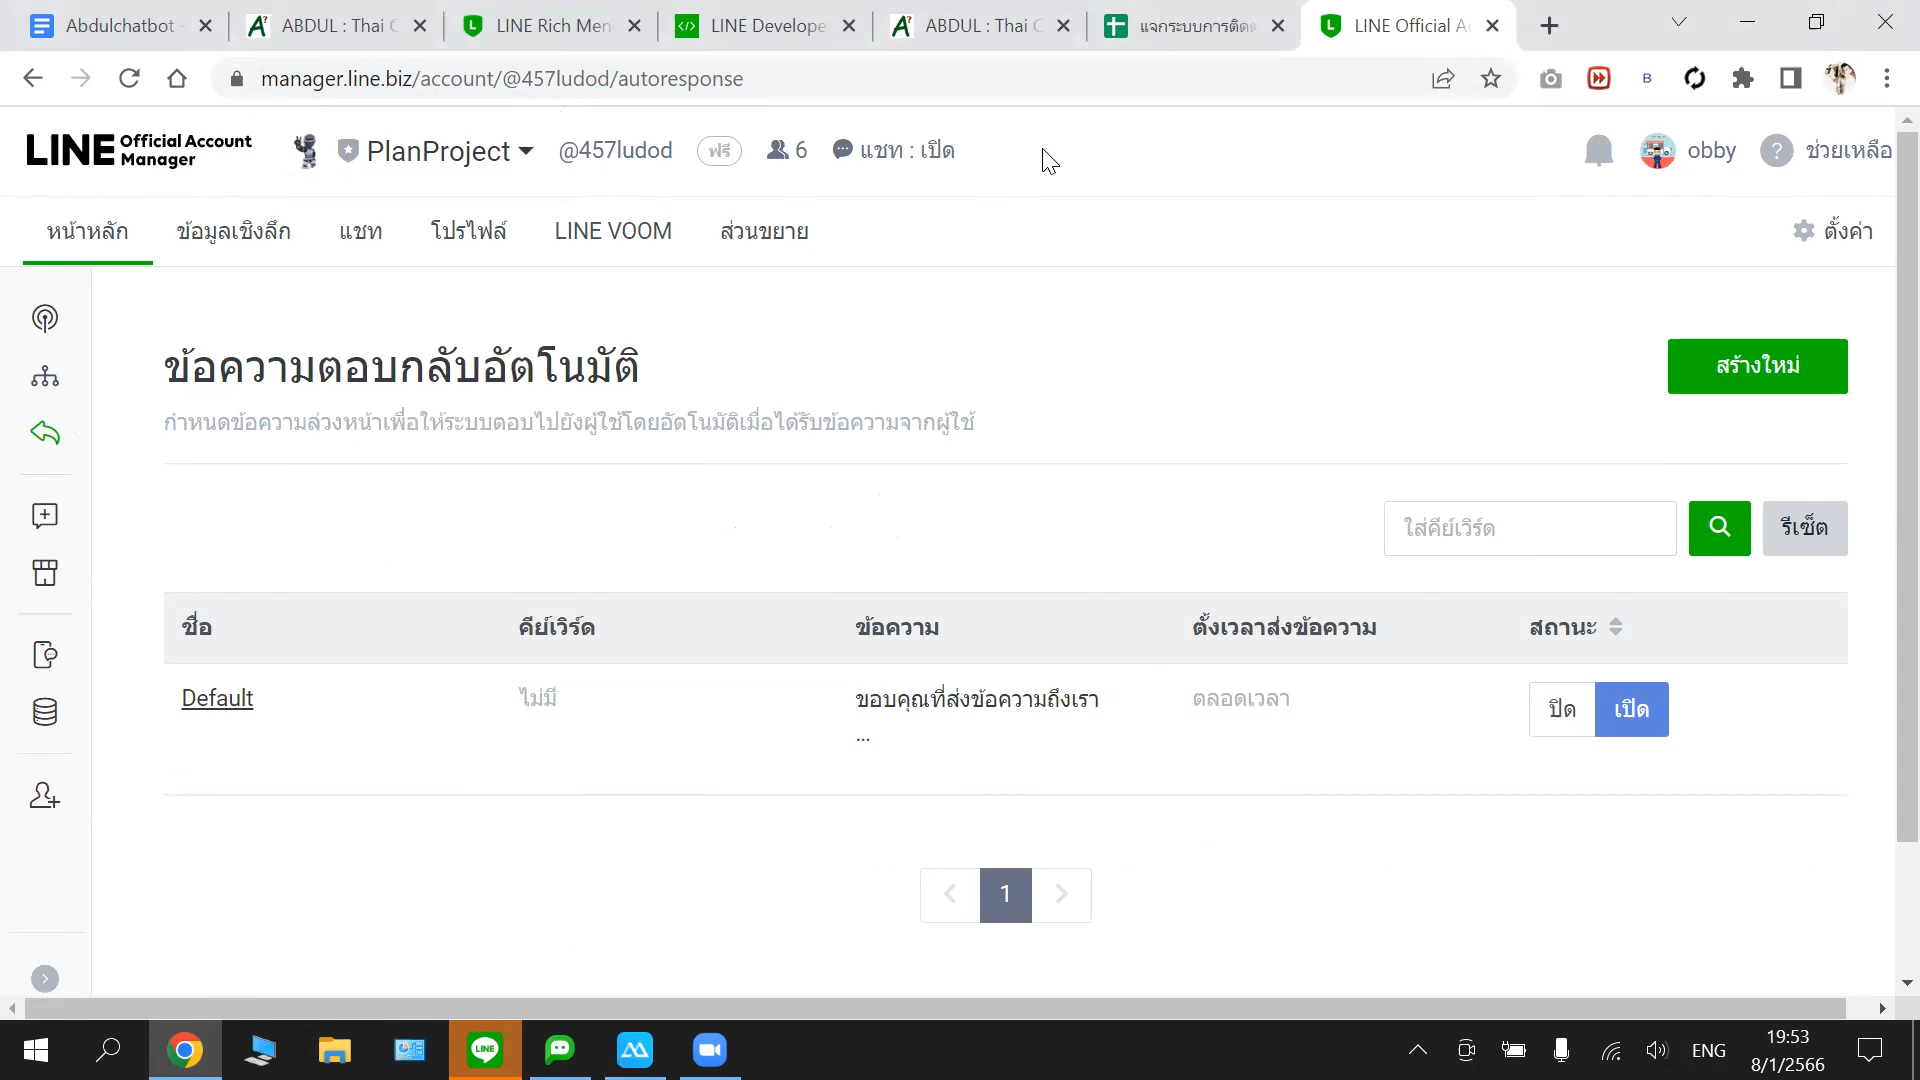 Abdulchatbot -
ABDUL : Thai C
LINE Rich Men
LINE Develope
ABDUL : Thai C
แจกระบบการติดต
LINE Official Ac
manager.line.biz/account/@457ludod/autoresponse
LINE Official Account Manager
PlanProject
@457ludod
ฟรี
6
แชท : เปิด
obby
ช่วยเหลือ
หน้าหลัก
ข้อมูลเชิงลึก
แชท
โปรไฟล์
LINE VOOM
ส่วนขยาย
ตั้งค่า
ข้อความตอบกลับอัตโนมัติ
สร้างใหม่
กำหนดข้อความล่วงหน้าเพื่อให้ระบบตอบไปยังผู้ใช้โดยอัตโนมัติเมื่อได้รับข้อความจากผู้ใช้
ใส่คีย์เวิร์ด
รีเซ็ต
ชื่อ
คีย์เวิร์ด
ข้อความ
ตั้งเวลาส่งข้อความ
สถานะ
Default
ไม่มี
ขอบคุณที่ส่งข้อความถึงเรา
...
ตลอดเวลา
ปิด
เปิด
1
ENG
19:53
8/1/2566